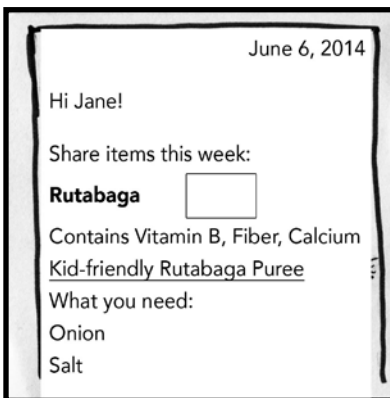 June 6, 2014
Hi Jane!
Share items this week:
Rutabaga
Contains Vitamin B, Fiber, Calcium
Kid-friendly Rutabaga Puree
What you need:
Onion
Salt